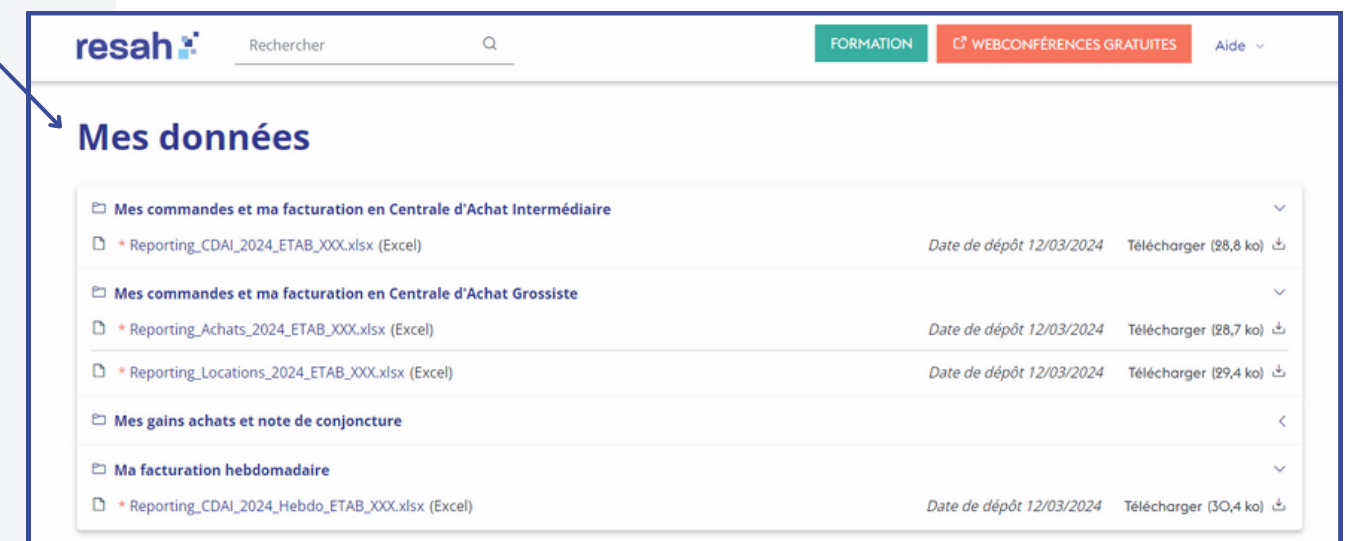 resah Rechercher FORMATION WEBCONFÉRENCES GRATUITES Aide
Mes données
Mes commandes et ma facturation en Centrale d'Achat Intermédiaire
* Reporting_CDAI_2024_ETAB_XXX.xlsx (Excel) Date de dépôt 12/03/2024 Télécharger (28,8 ko)
Mes commandes et ma facturation en Centrale d'Achat Grossiste
* Reporting_Achats_2024_ETAB_XXX.xlsx (Excel) Date de dépôt 12/03/2024 Télécharger (28,7 ko)
* Reporting_Locations_2024_ETAB_XXX.xlsx (Excel) Date de dépôt 12/03/2024 Télécharger (29,4 ko)
Mes gains achats et note de conjoncture
Ma facturation hebdomadaire
* Reporting_CDAI_2024_Hebdo_ETAB_XXX.xlsx (Excel) Date de dépôt 12/03/2024 Télécharger (30,4 ko)